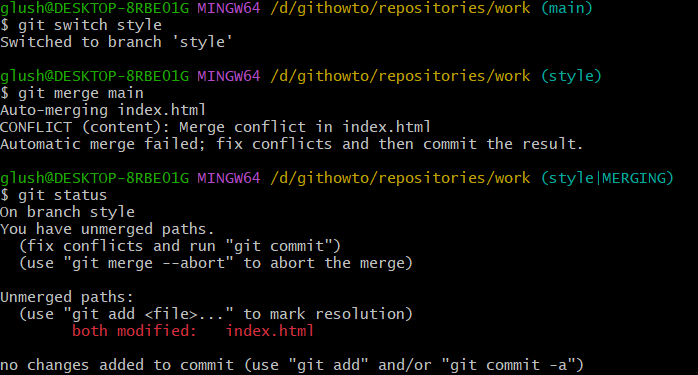 glush@DESKTOP-8RBE01G MINGW64 /d/githowto/repositories/work (main)
$ git switch style
Switched to branch 'style'
glush@DESKTOP-8RBE01G MINGW64 /d/githowto/repositories/work (style)
$ git merge main
Auto-merging index.html
CONFLICT (content): Merge conflict in index.html
Automatic merge failed; fix conflicts and then commit the result.
glush@DESKTOP-8RBE01G MINGW64 /d/githowto/repositories/work (style|MERGING)
$ git status
On branch style
You have unmerged paths.
  (fix conflicts and run "git commit")
  (use "git merge --abort" to abort the merge)
Unmerged paths:
  (use "git add <file>..." to mark resolution)
        both modified:   index.html
no changes added to commit (use "git add" and/or "git commit -a")